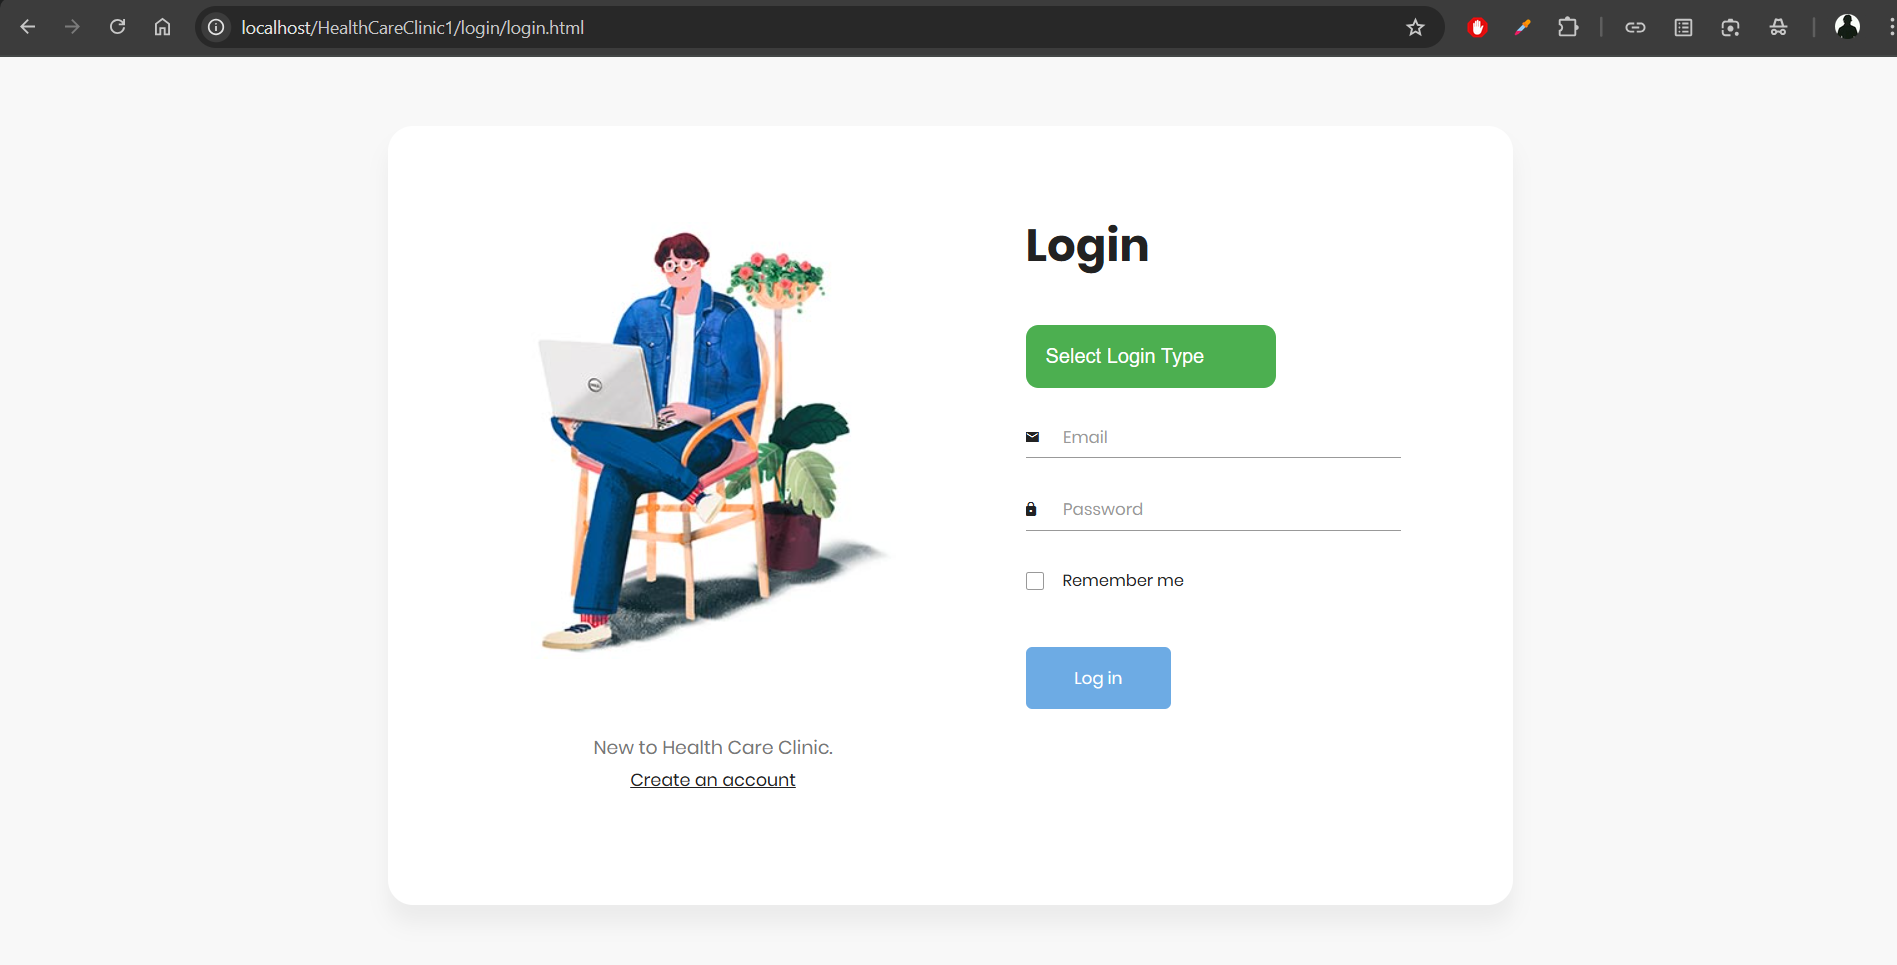 localhost/HealthCareClinic1/login/login.html
Login
Select Login Type
Email
Password
Remember me
Log in
New to Health Care Clinic.
Create an account
DELL